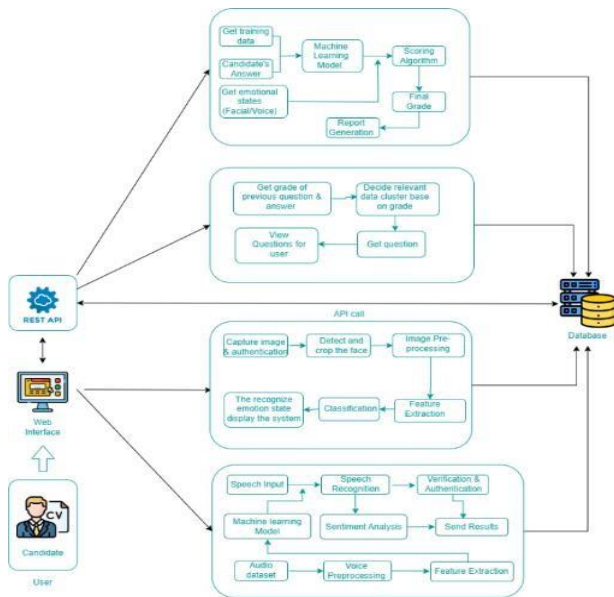 Get training
data
Machine
Learning
Model
Scoring
Algorithm
Candidate's
Answer
Get emotional
states
(Facial/Voice)
Final
Grade
Report
Generation
Get grade of
previous question &
answer
Decide relevant
data cluster base
on grade
View
Questions for
user
Get question
REST API
API call
Database
Capture image
& authentication
Detect and
crop the face
Image Pre-
processing
The recognize
emotion state
display the system
Classification
Feature
Extraction
Web
Interface
Speech Input
Speech
Recognition
Verification &
Authentication
Machine learning
Model
Sentiment Analysis
Send Results
Audio
dataset
Voice
Preprocessing
Feature Extraction
CV
Candidate
User